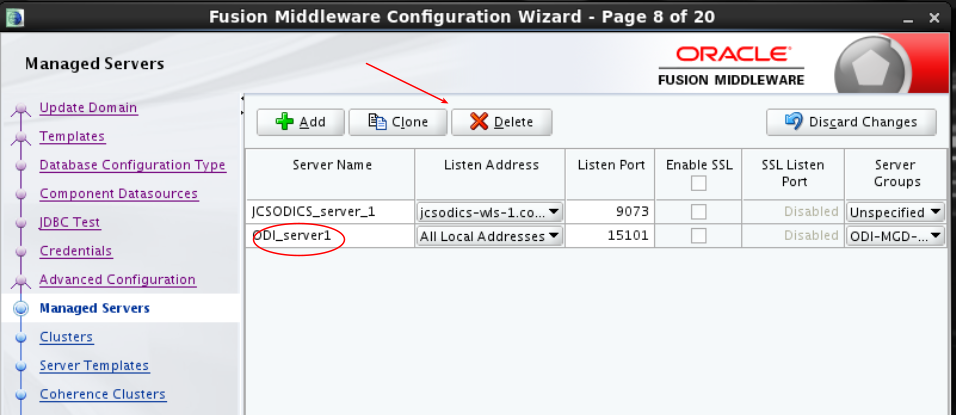 Fusion Middleware Configuration Wizard - Page 8 of 20
Managed Servers
ORACLE
FUSION MIDDLEWARE
Update Domain
Templates
Database Configuration Type
Component Datasources
JDBC Test
Credentials
Advanced Configuration
Managed Servers
Clusters
Server Templates
Coherence Clusters
Add Clone Delete Discard Changes
Server Name Listen Address Listen Port Enable SSL SSL Listen Port Server Groups
JCSODICS_server_1 jcsodics-wls-1.co... 9073 Disabled Unspecified
ODI_server1 All Local Addresses 15101 Disabled ODI-MGD-...